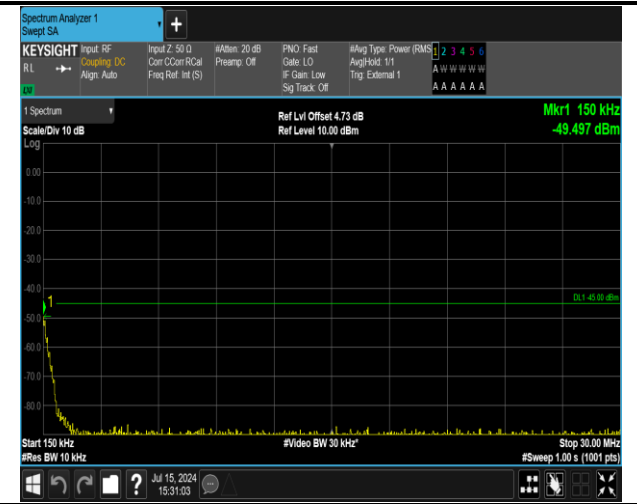 Spectrum Analyzer 1
Swept SA
+
KEYSIGHT
RL
LXI
Input: RF
Coupling: DC
Align: Auto
Input Z: 50 Ω
Corr CCorr RCal
Freq Ref: Int (S)
#Atten: 20 dB
Preamp: Off
PNO: Fast
Gate: LO
IF Gain: Low
Sig Track: Off
#Avg Type: Power (RMS
Avg|Hold: 1/1
Trig: External 1
1 2 3 4 5 6
A W W W W W
A A A A A A
1 Spectrum
Scale/Div 10 dB
Ref Lvl Offset 4.73 dB
Ref Level 10.00 dBm
Mkr1 150 kHz
-49.497 dBm
Log
0.00
-10.0
-20.0
-30.0
-40.0
1
DL1 -45.00 dBm
-50.0
-60.0
-70.0
-80.0
Start 150 kHz
#Res BW 10 kHz
#Video BW 30 kHz*
Stop 30.00 MHz
#Sweep 1.00 s (1001 pts)
?
Jul 15, 2024
15:31:03